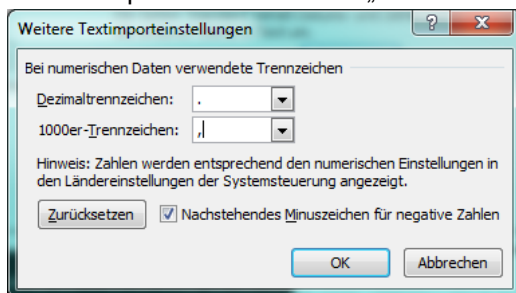 Weitere Textimporteinstellungen
Bei numerischen Daten verwendete Trennzeichen
Dezimaltrennzeichen: .
1000er-Trennzeichen: ,
Hinweis: Zahlen werden entsprechend den numerischen Einstellungen in
den Ländereinstellungen der Systemsteuerung angezeigt.
Zurücksetzen Nachstehendes Minuszeichen für negative Zahlen
OK Abbrechen